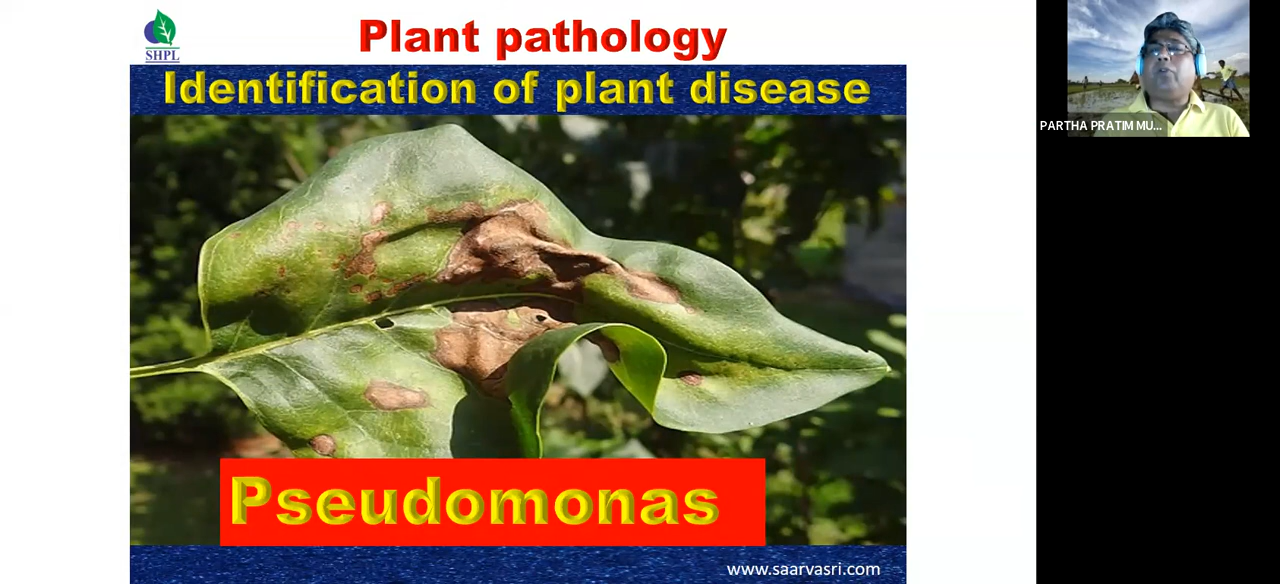 SHPL
Plant pathology
Identification of plant disease
PARTHA PRATIM MU...
Pseudomonas
www.saarvasri.com